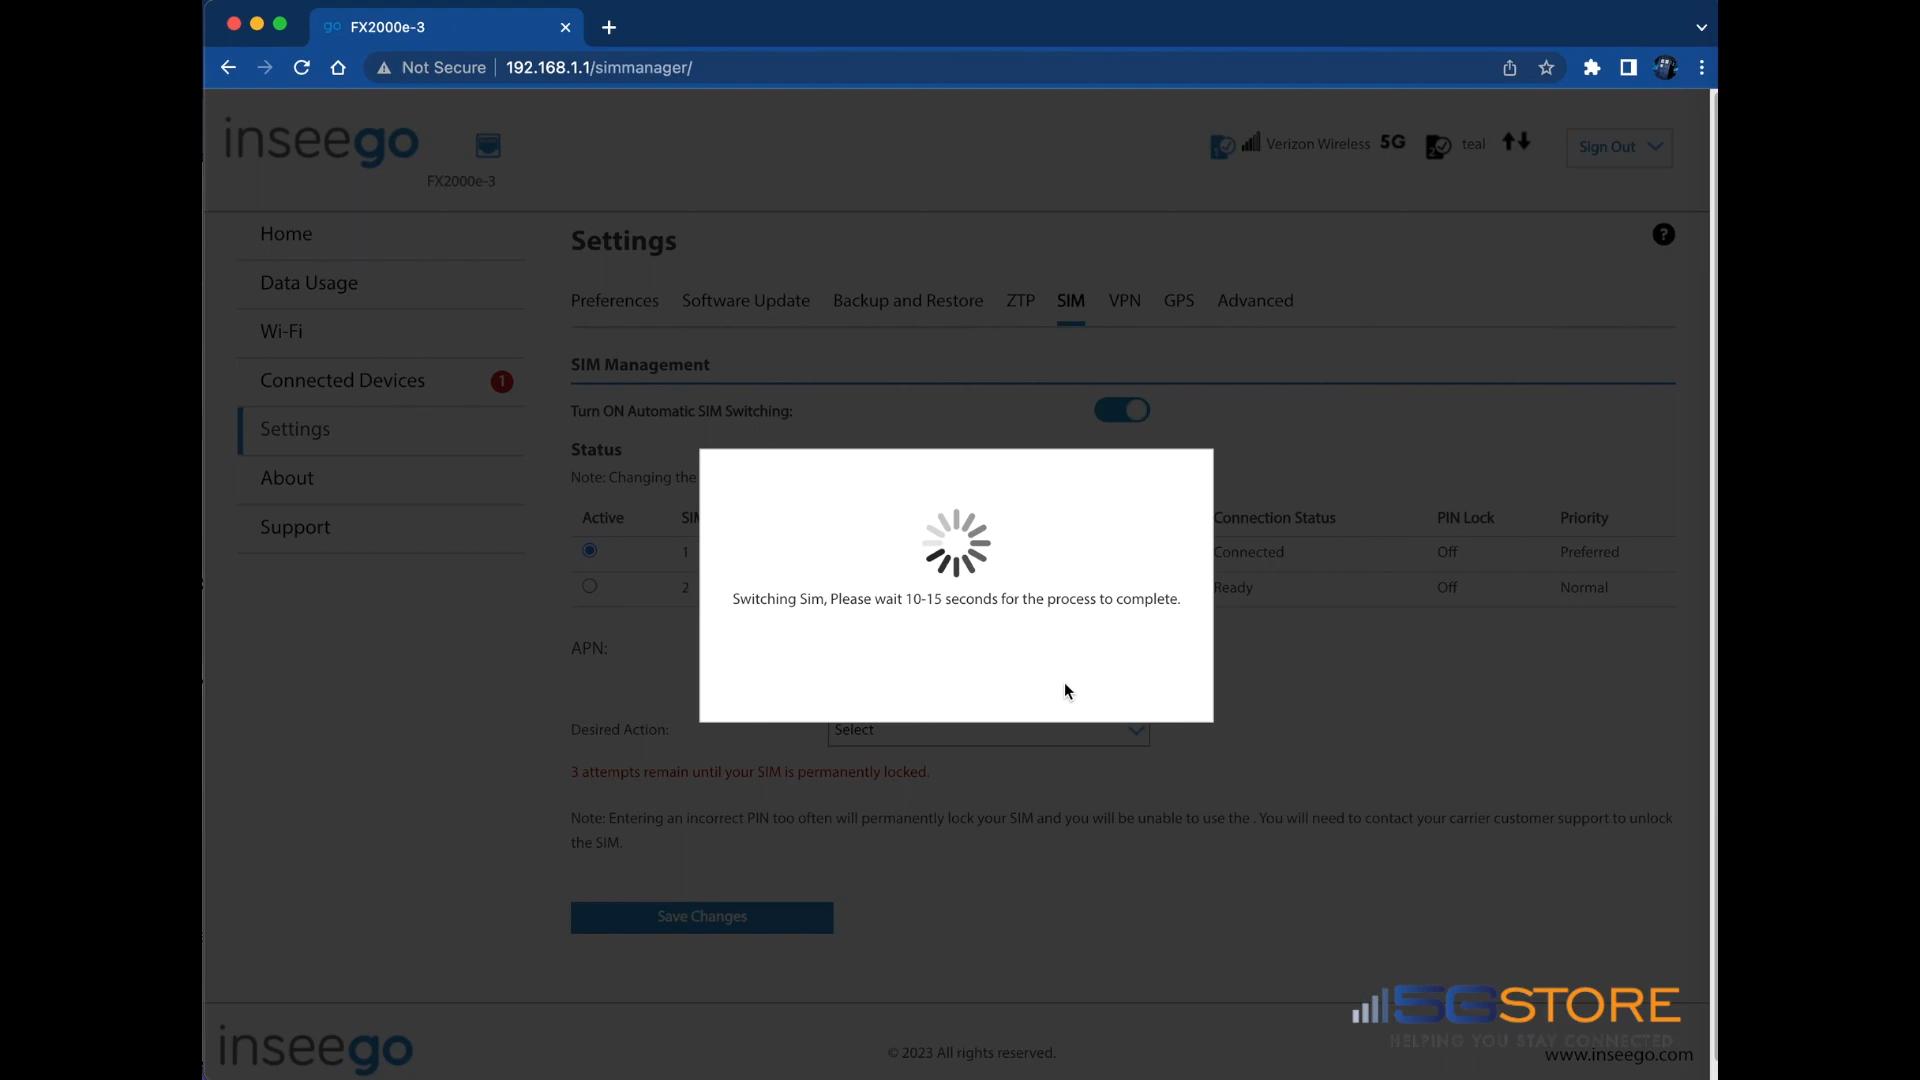 go FX2000e-3
Not Secure 192.168.1.1/simmanager/
inseego
FX2000e-3
1 Verizon Wireless 5G 2 teal
Sign Out
Home
Data Usage
Wi-Fi
Connected Devices 1
Settings
About
Support
Settings
?
Preferences Software Update Backup and Restore ZTP SIM VPN GPS Advanced
SIM Management
Turn ON Automatic SIM Switching:
Status
Note: Changing the
Active SIM Connection Status PIN Lock Priority
1 Connected Off Preferred
2 Ready Off Normal
Switching Sim, Please wait 10-15 seconds for the process to complete.
APN:
Desired Action: Select
3 attempts remain until your SIM is permanently locked.
Note: Entering an incorrect PIN too often will permanently lock your SIM and you will be unable to use the . You will need to contact your carrier customer support to unlock
the SIM.
Save Changes
5GSTORE
HELPING YOU STAY CONNECTED
inseego
© 2023 All rights reserved.
www.inseego.com